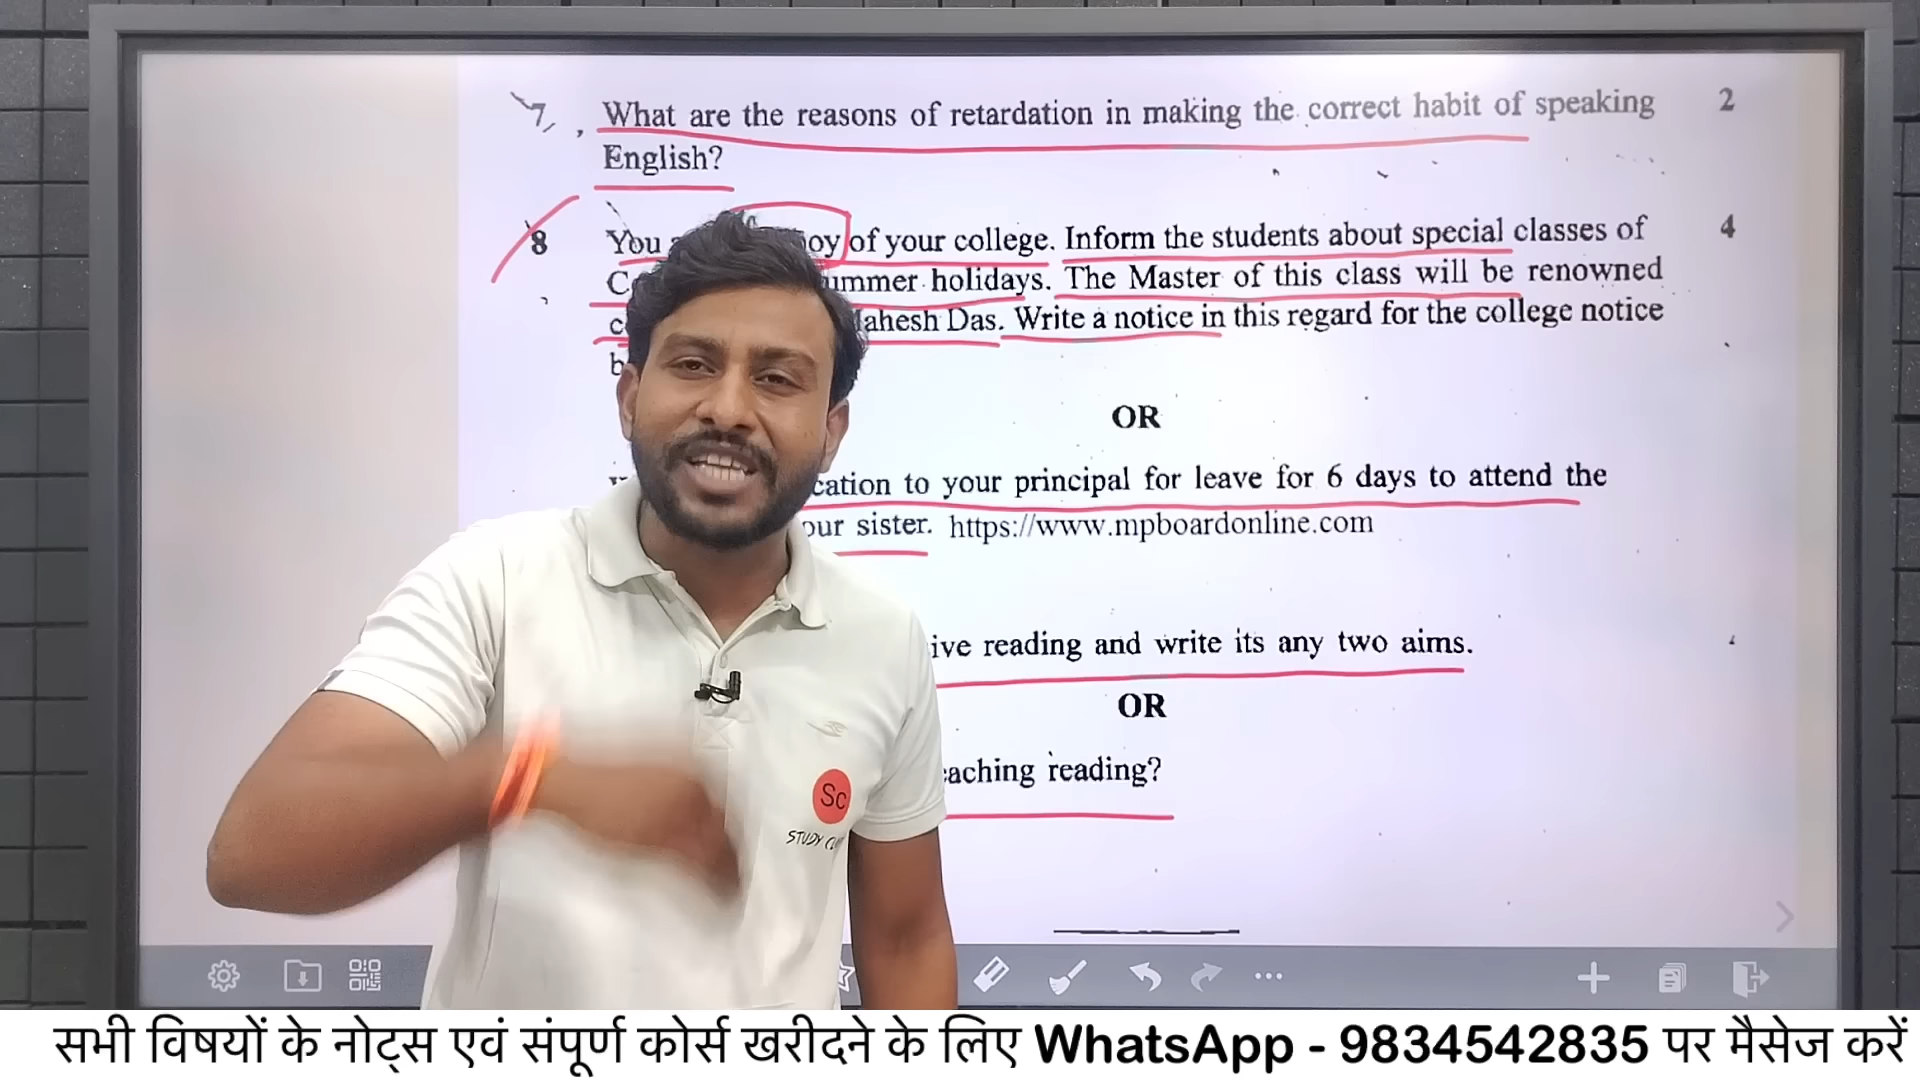 7, What are the reasons of retardation in making the correct habit of speaking 2
English?
8 You oy of your college. Inform the students about special classes of 4
ummer holidays. The Master of this class will be renowned
Mahesh Das. Write a notice in this regard for the college notice
OR
cation to your principal for leave for 6 days to attend the
our sister. https://www.mpboardonline.com
ive reading and write its any two aims.
OR
eaching reading?
Sc
STUDY
सभी विषयों के नोट्स एवं संपूर्ण कोर्स खरीदने के लिए WhatsApp - 9834542835 पर मैसेज करें